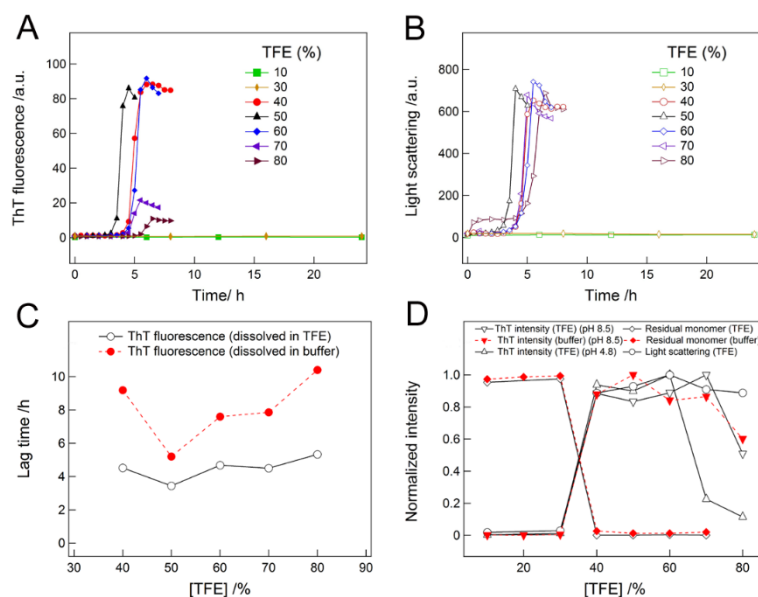 A
TFE (%)
10
30
40
50
60
70
80
ThT fluorescence /a.u.
100
80
60
40
20
0
0 5 10 15 20
Time/ h
B
TFE (%)
10
30
40
50
60
70
80
Light scattering /a.u.
800
600
400
200
0
0 5 10 15 20
Time /h
C
ThT fluorescence (dissolved in TFE)
ThT fluorescence (dissolved in buffer)
Lag time /h
12
10
8
6
4
2
0
30 40 50 60 70 80 90
[TFE] /%
D
ThT intensity (TFE) (pH 8.5) Residual monomer (TFE)
ThT intensity (buffer) (pH 8.5) Residual monomer (buffer)
ThT intensity (TFE) (pH 4.8) Light scattering (TFE)
Normalized intensity
1.0
0.8
0.6
0.4
0.2
0
20 40 60 80
[TFE] /%